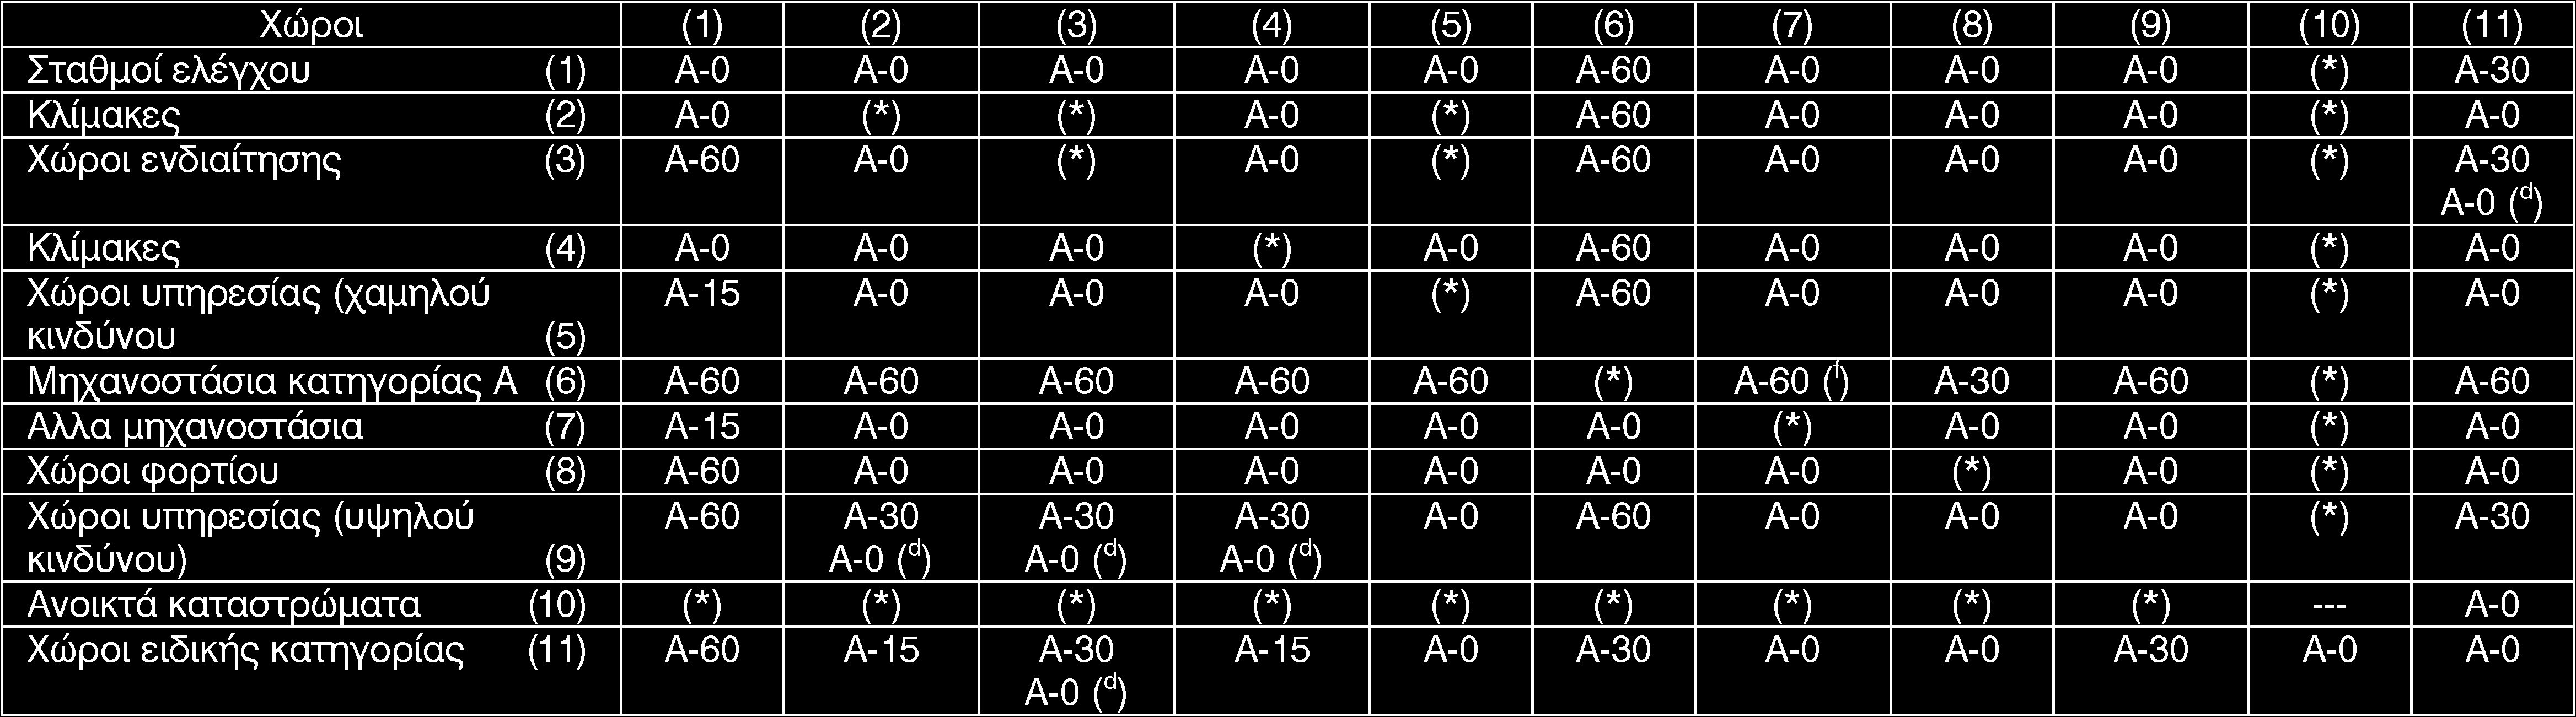 Χώροι (1) (2) (3) (4) (5) (6) (7) (8) (9) (10) (11)
Σταθμοί ελέγχου (1) A-0 A-0 A-0 A-0 A-0 A-60 A-0 A-0 A-0 (*) A-30
Κλίμακες (2) A-0 (*) (*) A-0 (*) A-60 A-0 A-0 A-0 (*) A-0
Χώροι ενδιαίτησης (3) A-60 A-0 (*) A-0 (*) A-60 A-0 A-0 A-0 (*) A-30
A-0 (d)
Κλίμακες (4) A-0 A-0 A-0 (*) A-0 A-60 A-0 A-0 A-0 (*) A-0
Χώροι υπηρεσίας (χαμηλού A-15 A-0 A-0 A-0 (*) A-60 A-0 A-0 A-0 (*) A-0
κινδύνου (5)
Μηχανοστάσια κατηγορίας A (6) A-60 A-60 A-60 A-60 A-60 (*) A-60 (f) A-30 A-60 (*) A-60
Αλλα μηχανοστάσια (7) A-15 A-0 A-0 A-0 A-0 A-0 (*) A-0 A-0 (*) A-0
Χώροι φορτίου (8) A-60 A-0 A-0 A-0 A-0 A-0 A-0 (*) A-0 (*) A-0
Χώροι υπηρεσίας (υψηλού A-60 A-30 A-30 A-30 A-0 A-60 A-0 A-0 A-0 (*) A-30
κινδύνου) (9) A-0 (d) A-0 (d) A-0 (d)
Ανοικτά καταστρώματα (10) (*) (*) (*) (*) (*) (*) (*) (*) (*) --- A-0
Χώροι ειδικής κατηγορίας (11) A-60 A-15 A-30 A-15 A-0 A-30 A-0 A-0 A-30 A-0 A-0
A-0 (d)